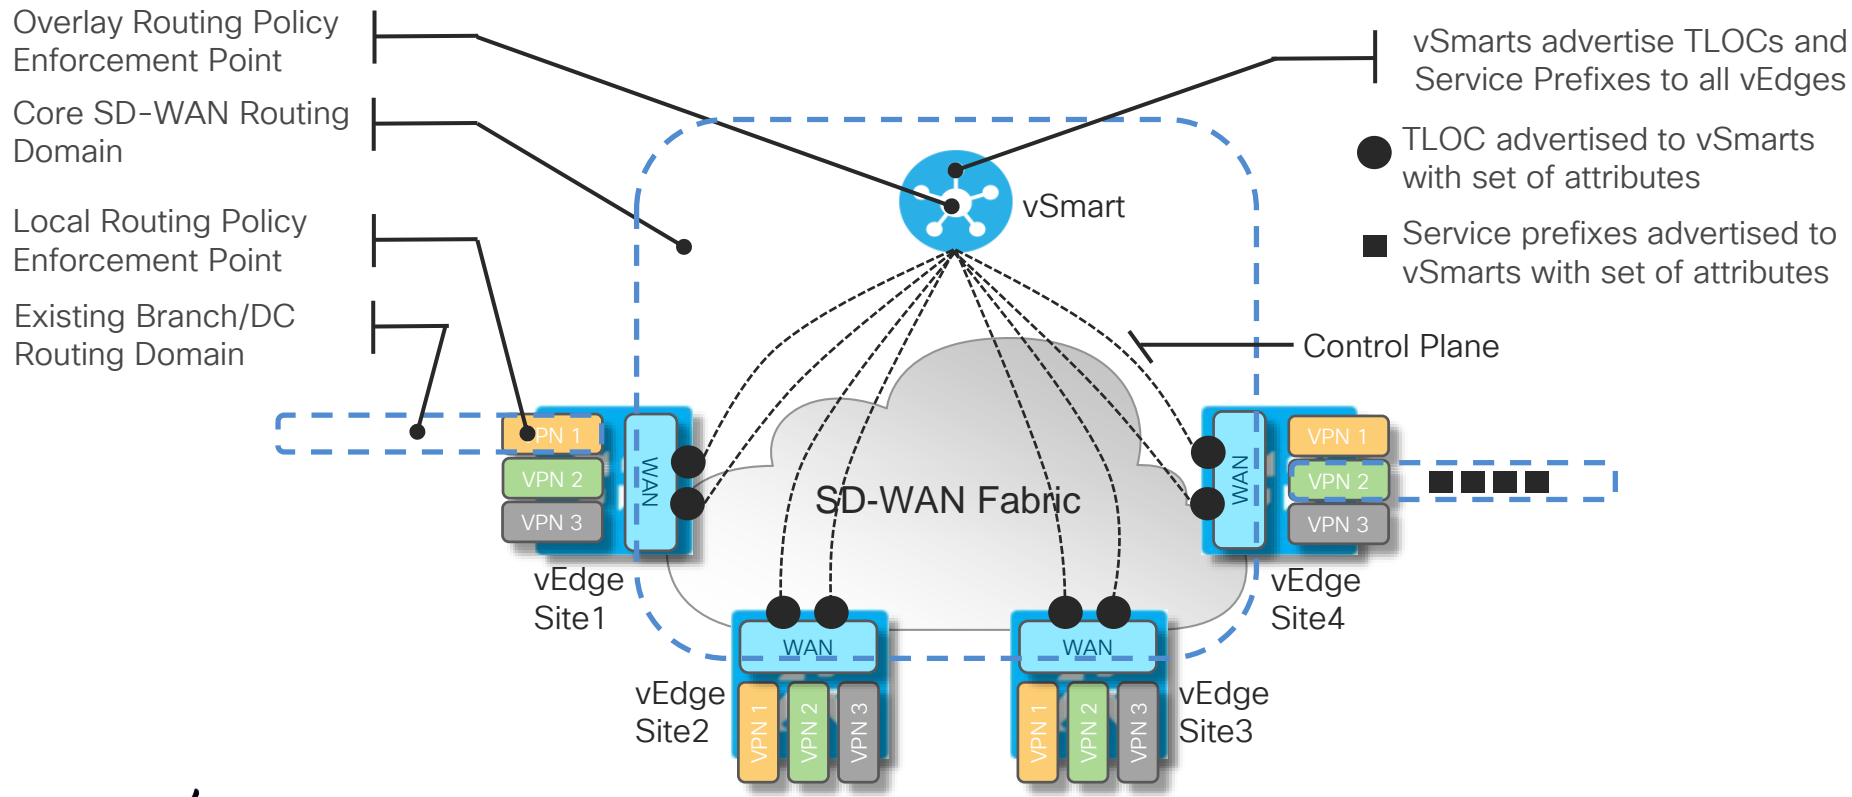 Overlay Routing Policy
Enforcement Point
Core SD-WAN Routing
Domain
Local Routing Policy
Enforcement Point
Existing Branch/DC
Routing Domain
vSmarts advertise TLOCs and
Service Prefixes to all vEdges
TLOC advertised to vSmarts
with set of attributes
Service prefixes advertised to
vSmarts with set of attributes
vSmart
Control Plane
SD-WAN Fabric
VPN 1
VPN 2
VPN 3
WAN
vEdge
Site1
WAN
VPN 1
VPN 2
VPN 3
vEdge
Site4
WAN
vEdge
Site2
VPN 1
VPN 2
VPN 3
WAN
VPN 1
VPN 2
VPN 3
vEdge
Site3